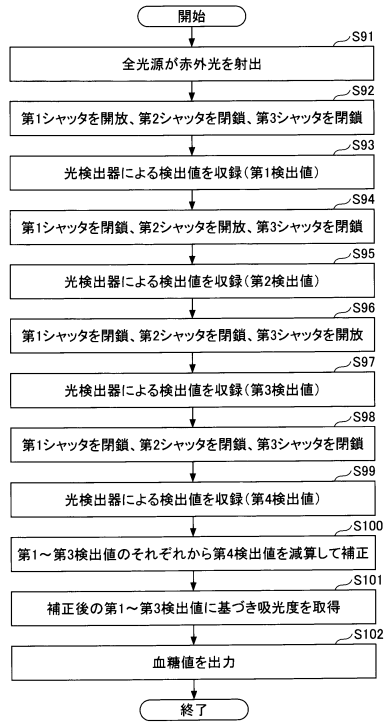 開始
S91
全光源が赤外光を射出
S92
第1シャッタを開放、第2シャッタを閉鎖、第3シャッタを閉鎖
S93
光検出器による検出値を収録(第1検出値)
S94
第1シャッタを閉鎖、第2シャッタを開放、第3シャッタを閉鎖
S95
光検出器による検出値を収録(第2検出値)
S96
第1シャッタを閉鎖、第2シャッタを閉鎖、第3シャッタを開放
S97
光検出器による検出値を収録(第3検出値)
S98
第1シャッタを閉鎖、第2シャッタを閉鎖、第3シャッタを閉鎖
S99
光検出器による検出値を収録(第4検出値)
S100
第1～第3検出値のそれぞれから第4検出値を減算して補正
S101
補正後の第1～第3検出値に基づき吸光度を取得
S102
血糖値を出力
終了